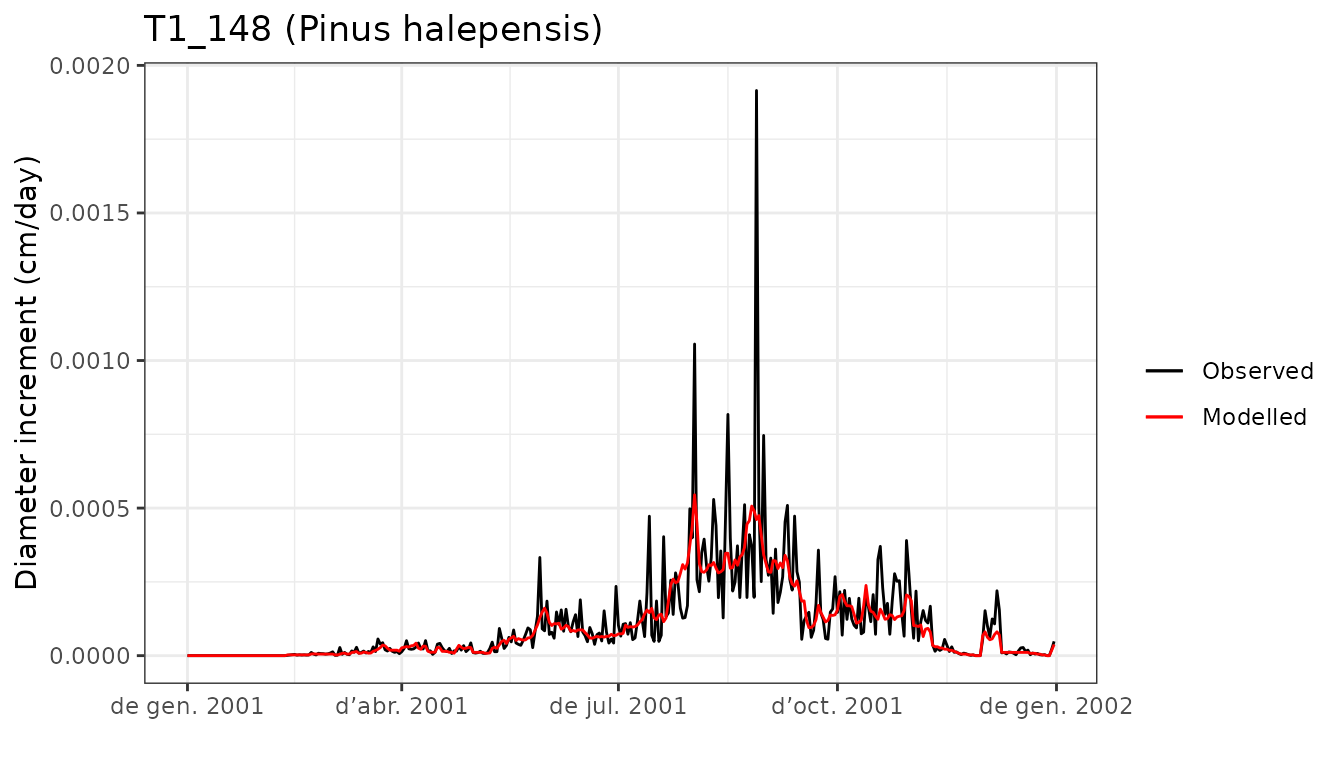 T1_148 (Pinus halepensis)
Diameter increment (cm/day)
0.0020
0.0015
0.0010
0.0005
0.0000
de gen. 2001
d’abr. 2001
de jul. 2001
d’oct. 2001
de gen. 2002
Observed
Modelled